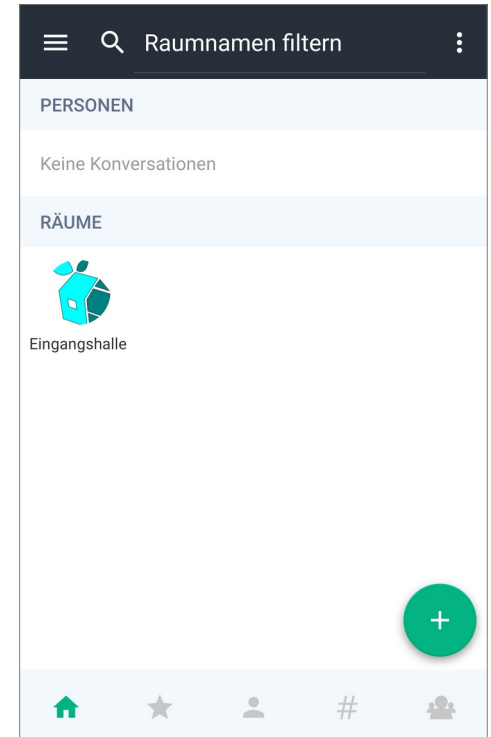 Raumnamen filtern
PERSONEN
Keine Konversationen
RÄUME
Eingangshalle
+
#